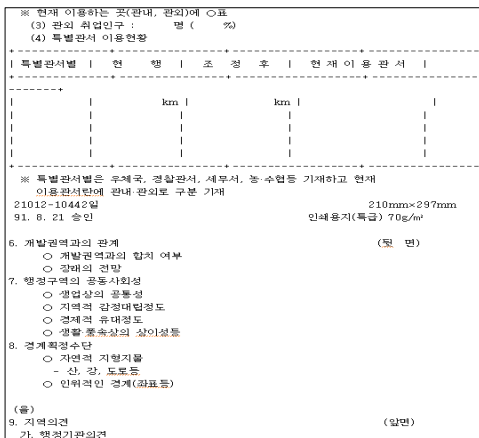 ※ 현재 이용하는 곳(관내, 관외)에 ○표
(3) 관외 취업인구 :        명 (      %)
(4) 특별관서 이용현황
특별관서별 | 현    행 | 조  정  후 | 현 재 이 용 관 서 |
| | km | km | |
※ 특별관서별은 우체국, 경찰관서, 세무서, 농·수협등 기재하고 현재
이용관서란에 관내·관외로 구분 기재
21012-10442일 210mm×297mm
91. 8. 21 승인 인쇄용지(특급) 70g/㎡
6. 개발권역과의 관계 (뒷  면)
○ 개발권역과의 합치 여부
○ 장래의 전망
7. 행정구역의 공동사회성
○ 생업상의 공통성
○ 지역적 감정대립정도
○ 경제적 유대정도
○ 생활·풍속상의 상이성등
8. 경계획정수단
○ 자연적 지형지물
- 산, 강, 도로등
○ 인위적인 경계(좌표등)
(을)
9. 지역의견 (앞면)
가. 행정기관의견